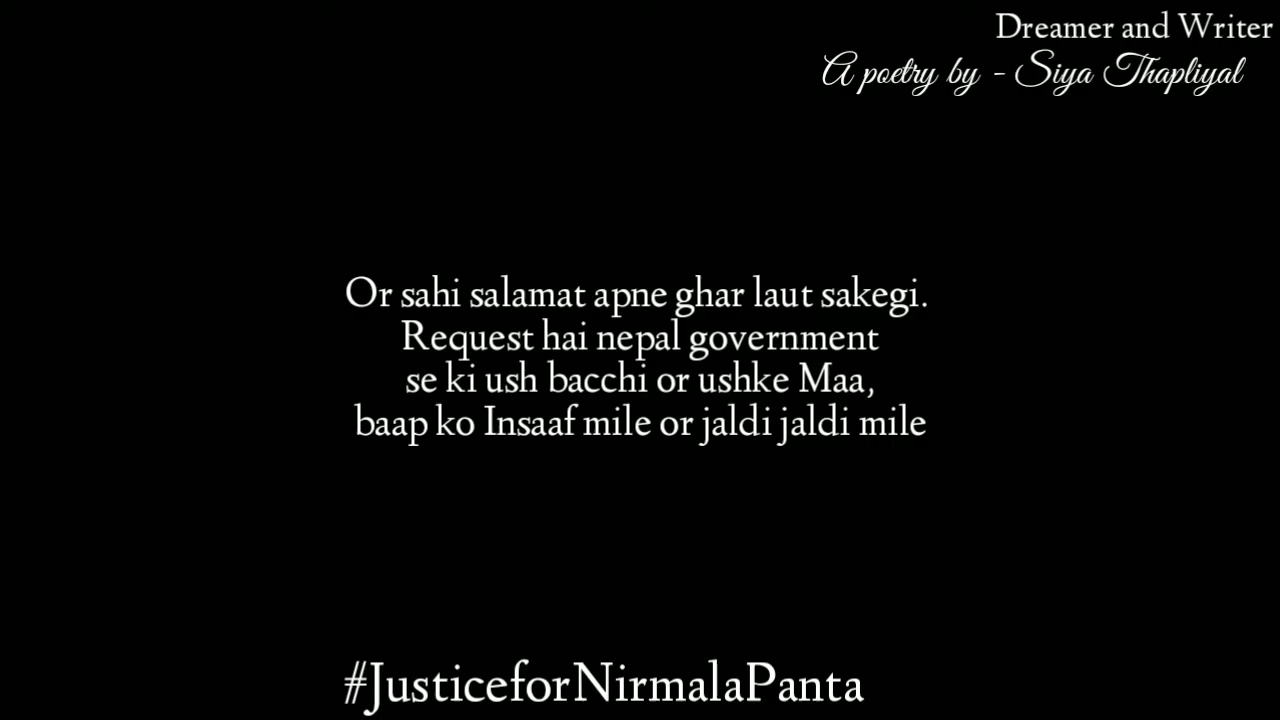 Dreamer and Writer
A poetry by - Siya Thapliyal
Or sahi salamat apne ghar laut sakegi.
Request hai nepal government
se ki ush bacchi or ushke Maa,
baap ko Insaaf mile or jaldi jaldi mile
#JusticeforNirmalaPanta